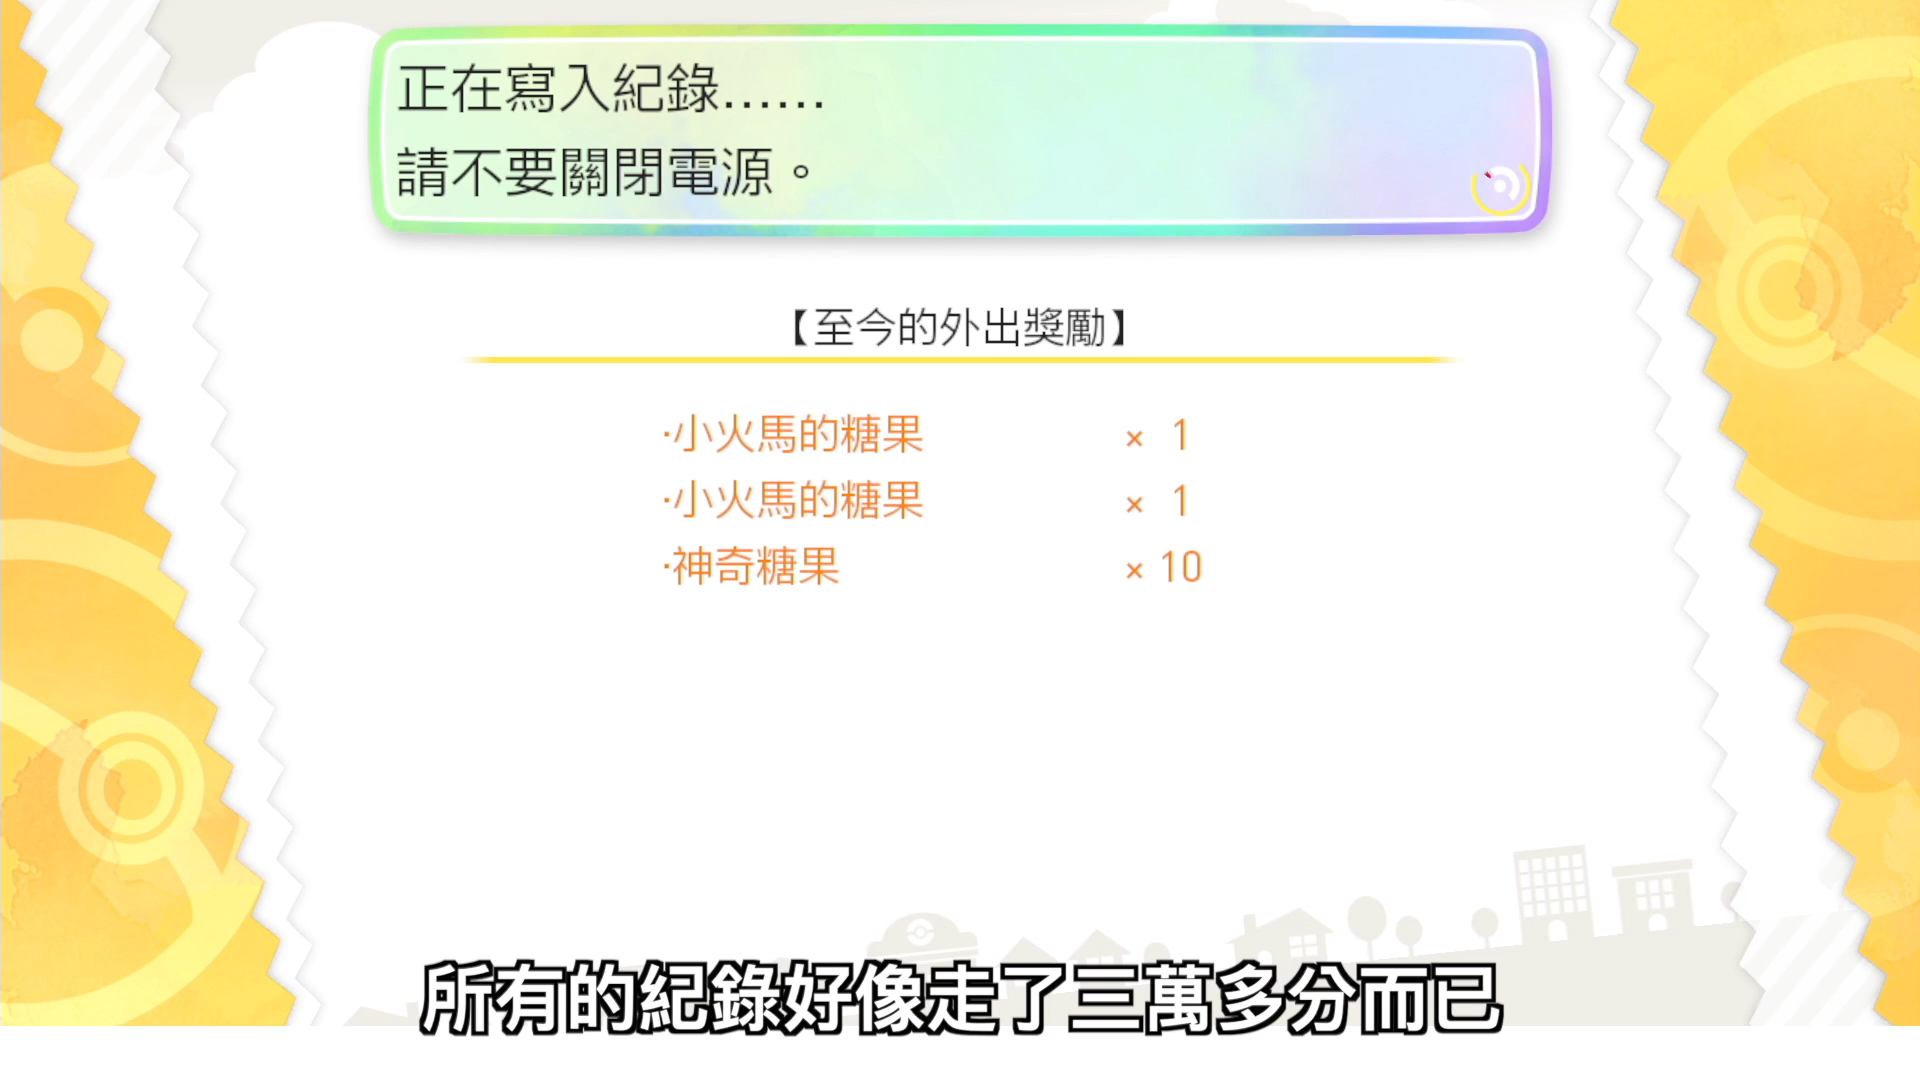 正在寫入紀錄……
請不要關閉電源。
【至今的外出獎勵】
·小火馬的糖果 × 1
·小火馬的糖果 × 1
·神奇糖果 × 10
所有的紀錄好像走了三萬多分而已